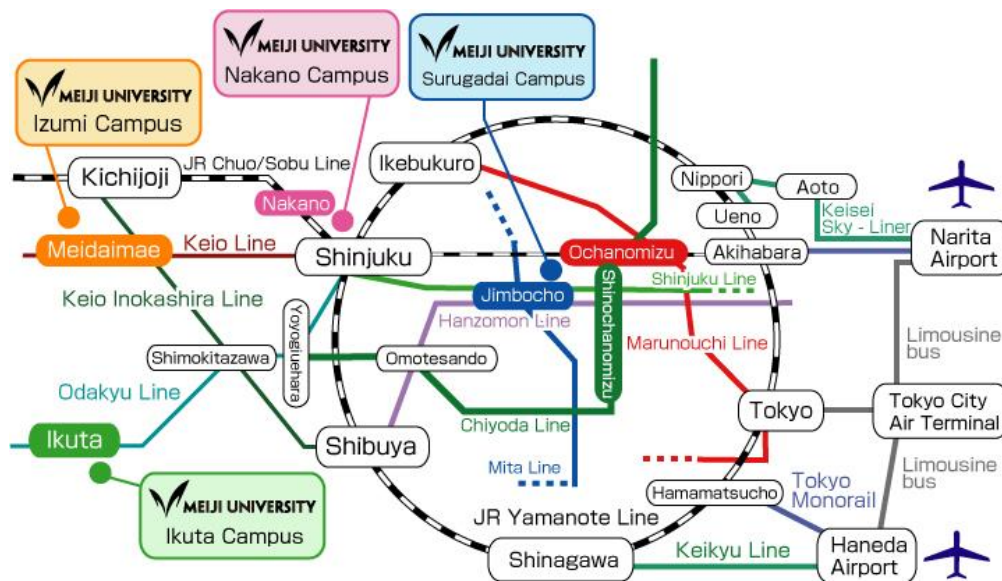 MEIJI UNIVERSITY
Nakano Campus
MEIJI UNIVERSITY
Surugadai Campus
MEIJI UNIVERSITY
Izumi Campus
JR Chuo/Sobu Line
Kichijoji
Ikebukuro
Nippori
Aoto
Nakano
Ueno
Keisei
Sky - Liner
Meidaimae
Keio Line
Shinjuku
Ochanomizu
Akihabara
Narita
Airport
Shinjuku Line
Keio Inokashira Line
Jimbocho
Shinochanomizu
Hanzomon Line
Yoyogiuehara
Marunouchi Line
Limousine
bus
Shimokitazawa
Omotesando
Odakyu Line
Chiyoda Line
Tokyo
Tokyo City
Air Terminal
Ikuta
Shibuya
Mita Line
Limousine
bus
Hamamatsucho
Tokyo
Monorail
MEIJI UNIVERSITY
Ikuta Campus
JR Yamanote Line
Shinagawa
Keikyu Line
Haneda
Airport